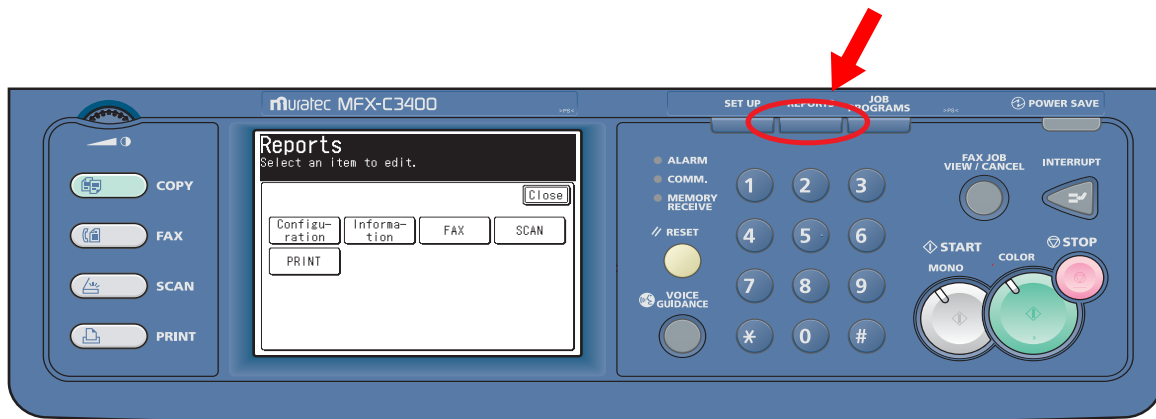 muratec MFX-C3400
>PS<
SET UP
REPORTS
JOB
PROGRAMS
>PS<
POWER SAVE
COPY
FAX
SCAN
PRINT
Reports
Select an item to edit.
Close
Configu-
ration
Informa-
tion
FAX
SCAN
PRINT
ALARM
COMM.
MEMORY
RECEIVE
RESET
VOICE
GUIDANCE
1
2
3
4
5
6
7
8
9
*
0
#
FAX JOB
VIEW / CANCEL
INTERRUPT
START
MONO
COLOR
STOP